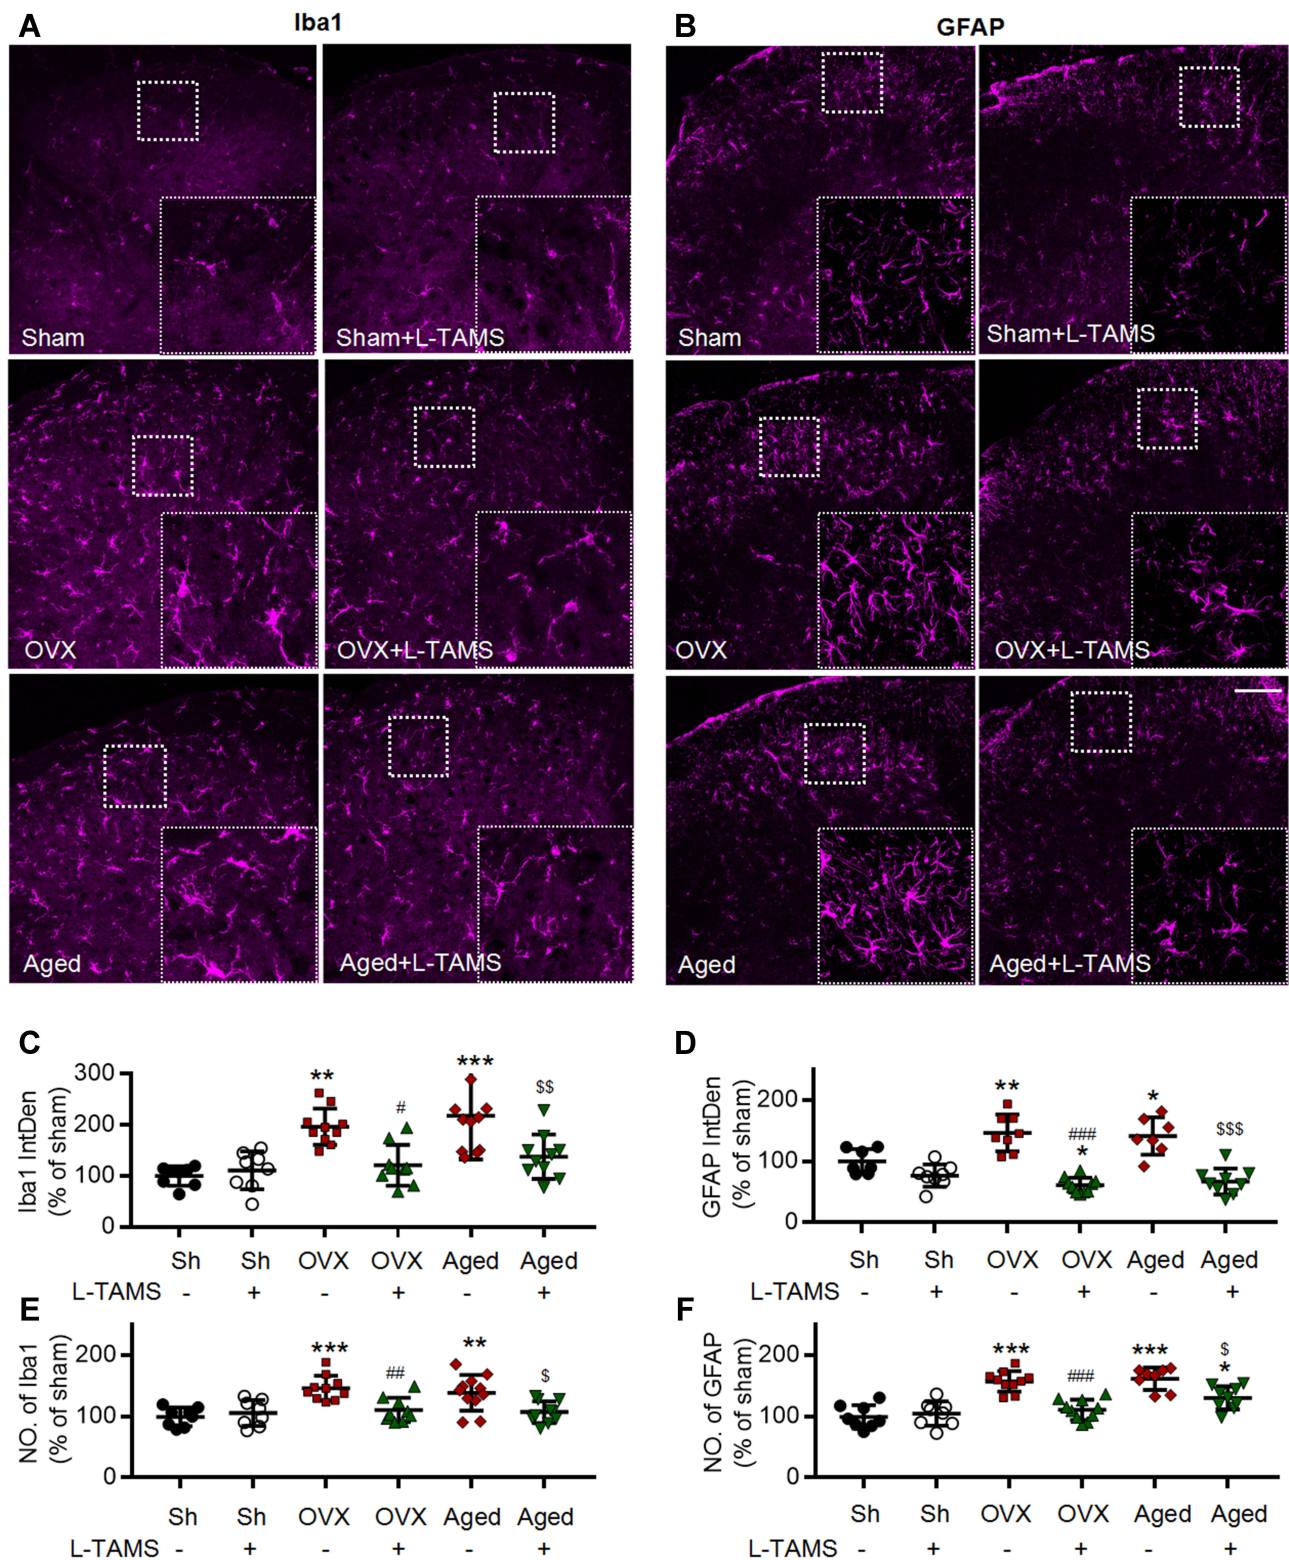 A
Iba1
B
GFAP
Sham
Sham+L-TAMS
Sham
Sham+L-TAMS
OVX
OVX+L-TAMS
OVX
OVX+L-TAMS
Aged
Aged+L-TAMS
Aged
Aged+L-TAMS
C
Iba1 IntDen
(% of sham)
300
200
100
0
**
#
***
$$
Sh Sh OVX OVX Aged Aged
L-TAMS - + - + - +
D
GFAP IntDen
(% of sham)
200
100
0
**
###
*
*
$$$
Sh Sh OVX OVX Aged Aged
L-TAMS - + - + - +
E
NO. of Iba1
(% of sham)
200
100
0
***
##
**
$
Sh Sh OVX OVX Aged Aged
L-TAMS - + - + - +
F
NO. of GFAP
(% of sham)
200
100
0
***
###
***
$
*
Sh Sh OVX OVX Aged Aged
L-TAMS - + - + - +